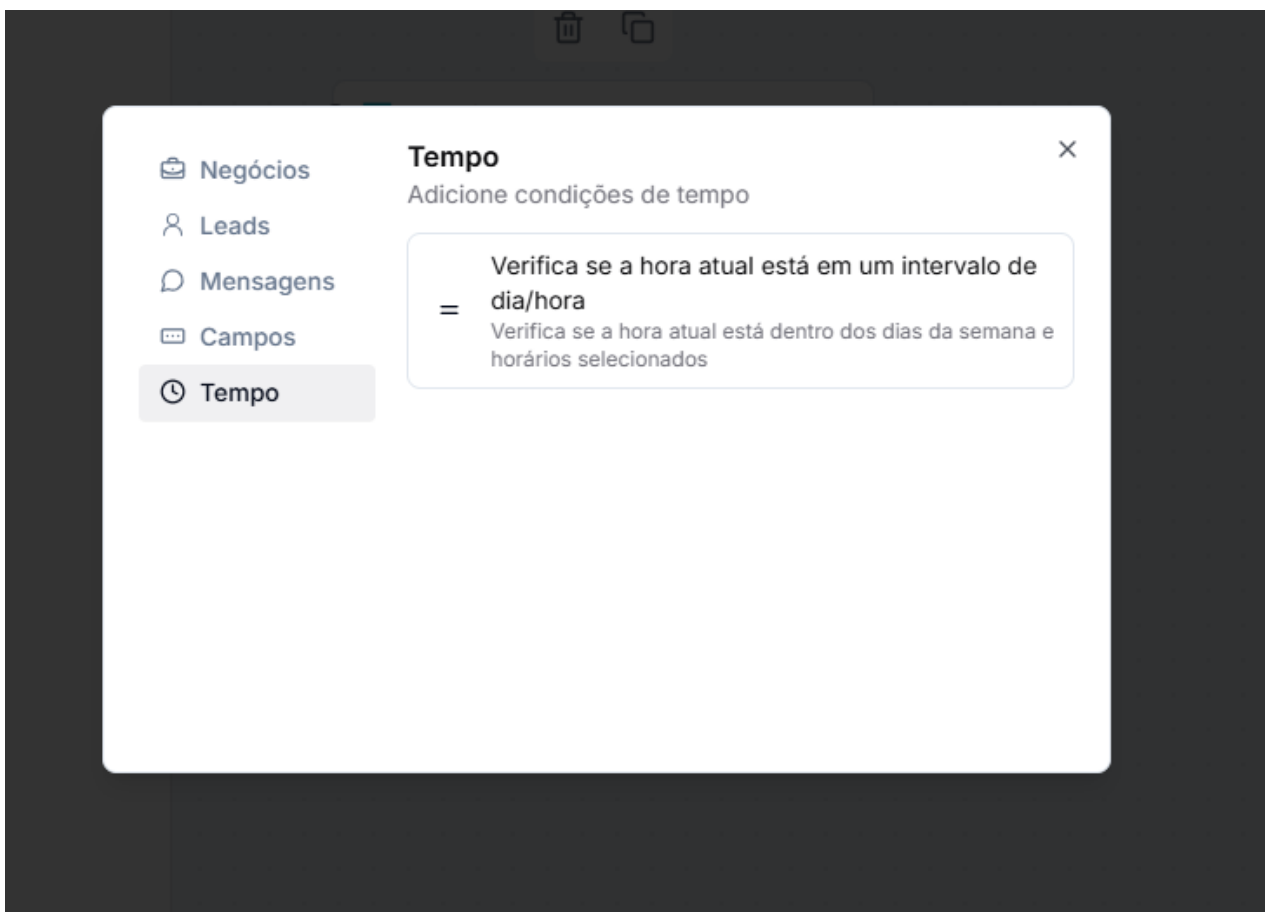 Negócios
Leads
Mensagens
Campos
Tempo
Tempo
Adicione condições de tempo
Verifica se a hora atual está em um intervalo de
dia/hora
Verifica se a hora atual está dentro dos dias da semana e
horários selecionados